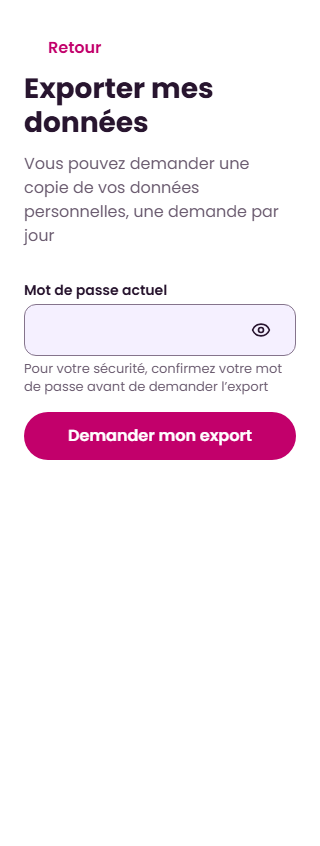 Retour
Exporter mes
données
Vous pouvez demander une
copie de vos données
personnelles, une demande par
jour
Mot de passe actuel
Pour votre sécurité, confirmez votre mot
de passe avant de demander l’export
Demander mon export